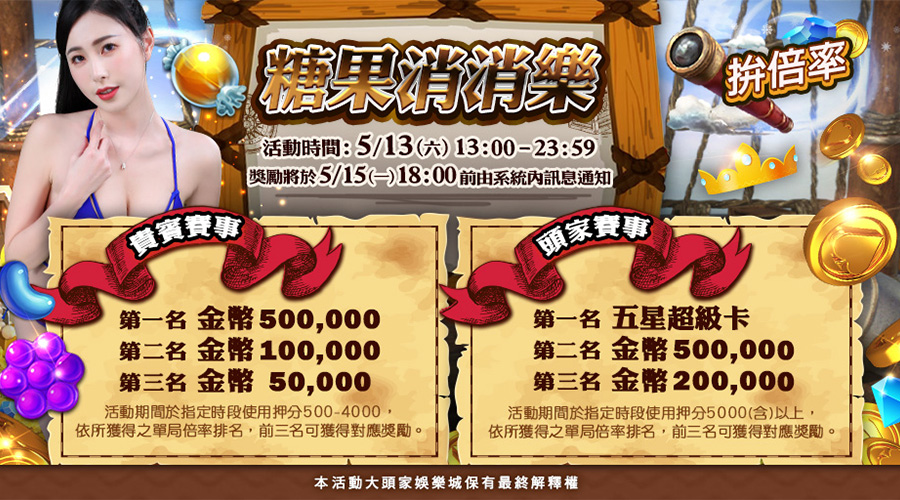 糖果消消樂
拚倍率
活動時間:5/13(六) 13:00-23:59
獎勵將於5/15(一)18:00前由系統內訊息通知
貴賓賽事
第一名 金幣 500,000
第二名 金幣 100,000
第三名 金幣 50,000
活動期間於指定時段使用押分500-4000,
依所獲得之單局倍率排名,前三名可獲得對應獎勵。
頭家賽事
第一名 五星超級卡
第二名 金幣 500,000
第三名 金幣 200,000
活動期間於指定時段使用押分5000(含)以上,
依所獲得之單局倍率排名,前三名可獲得對應獎勵。
本活動大頭家娛樂城保有最終解釋權